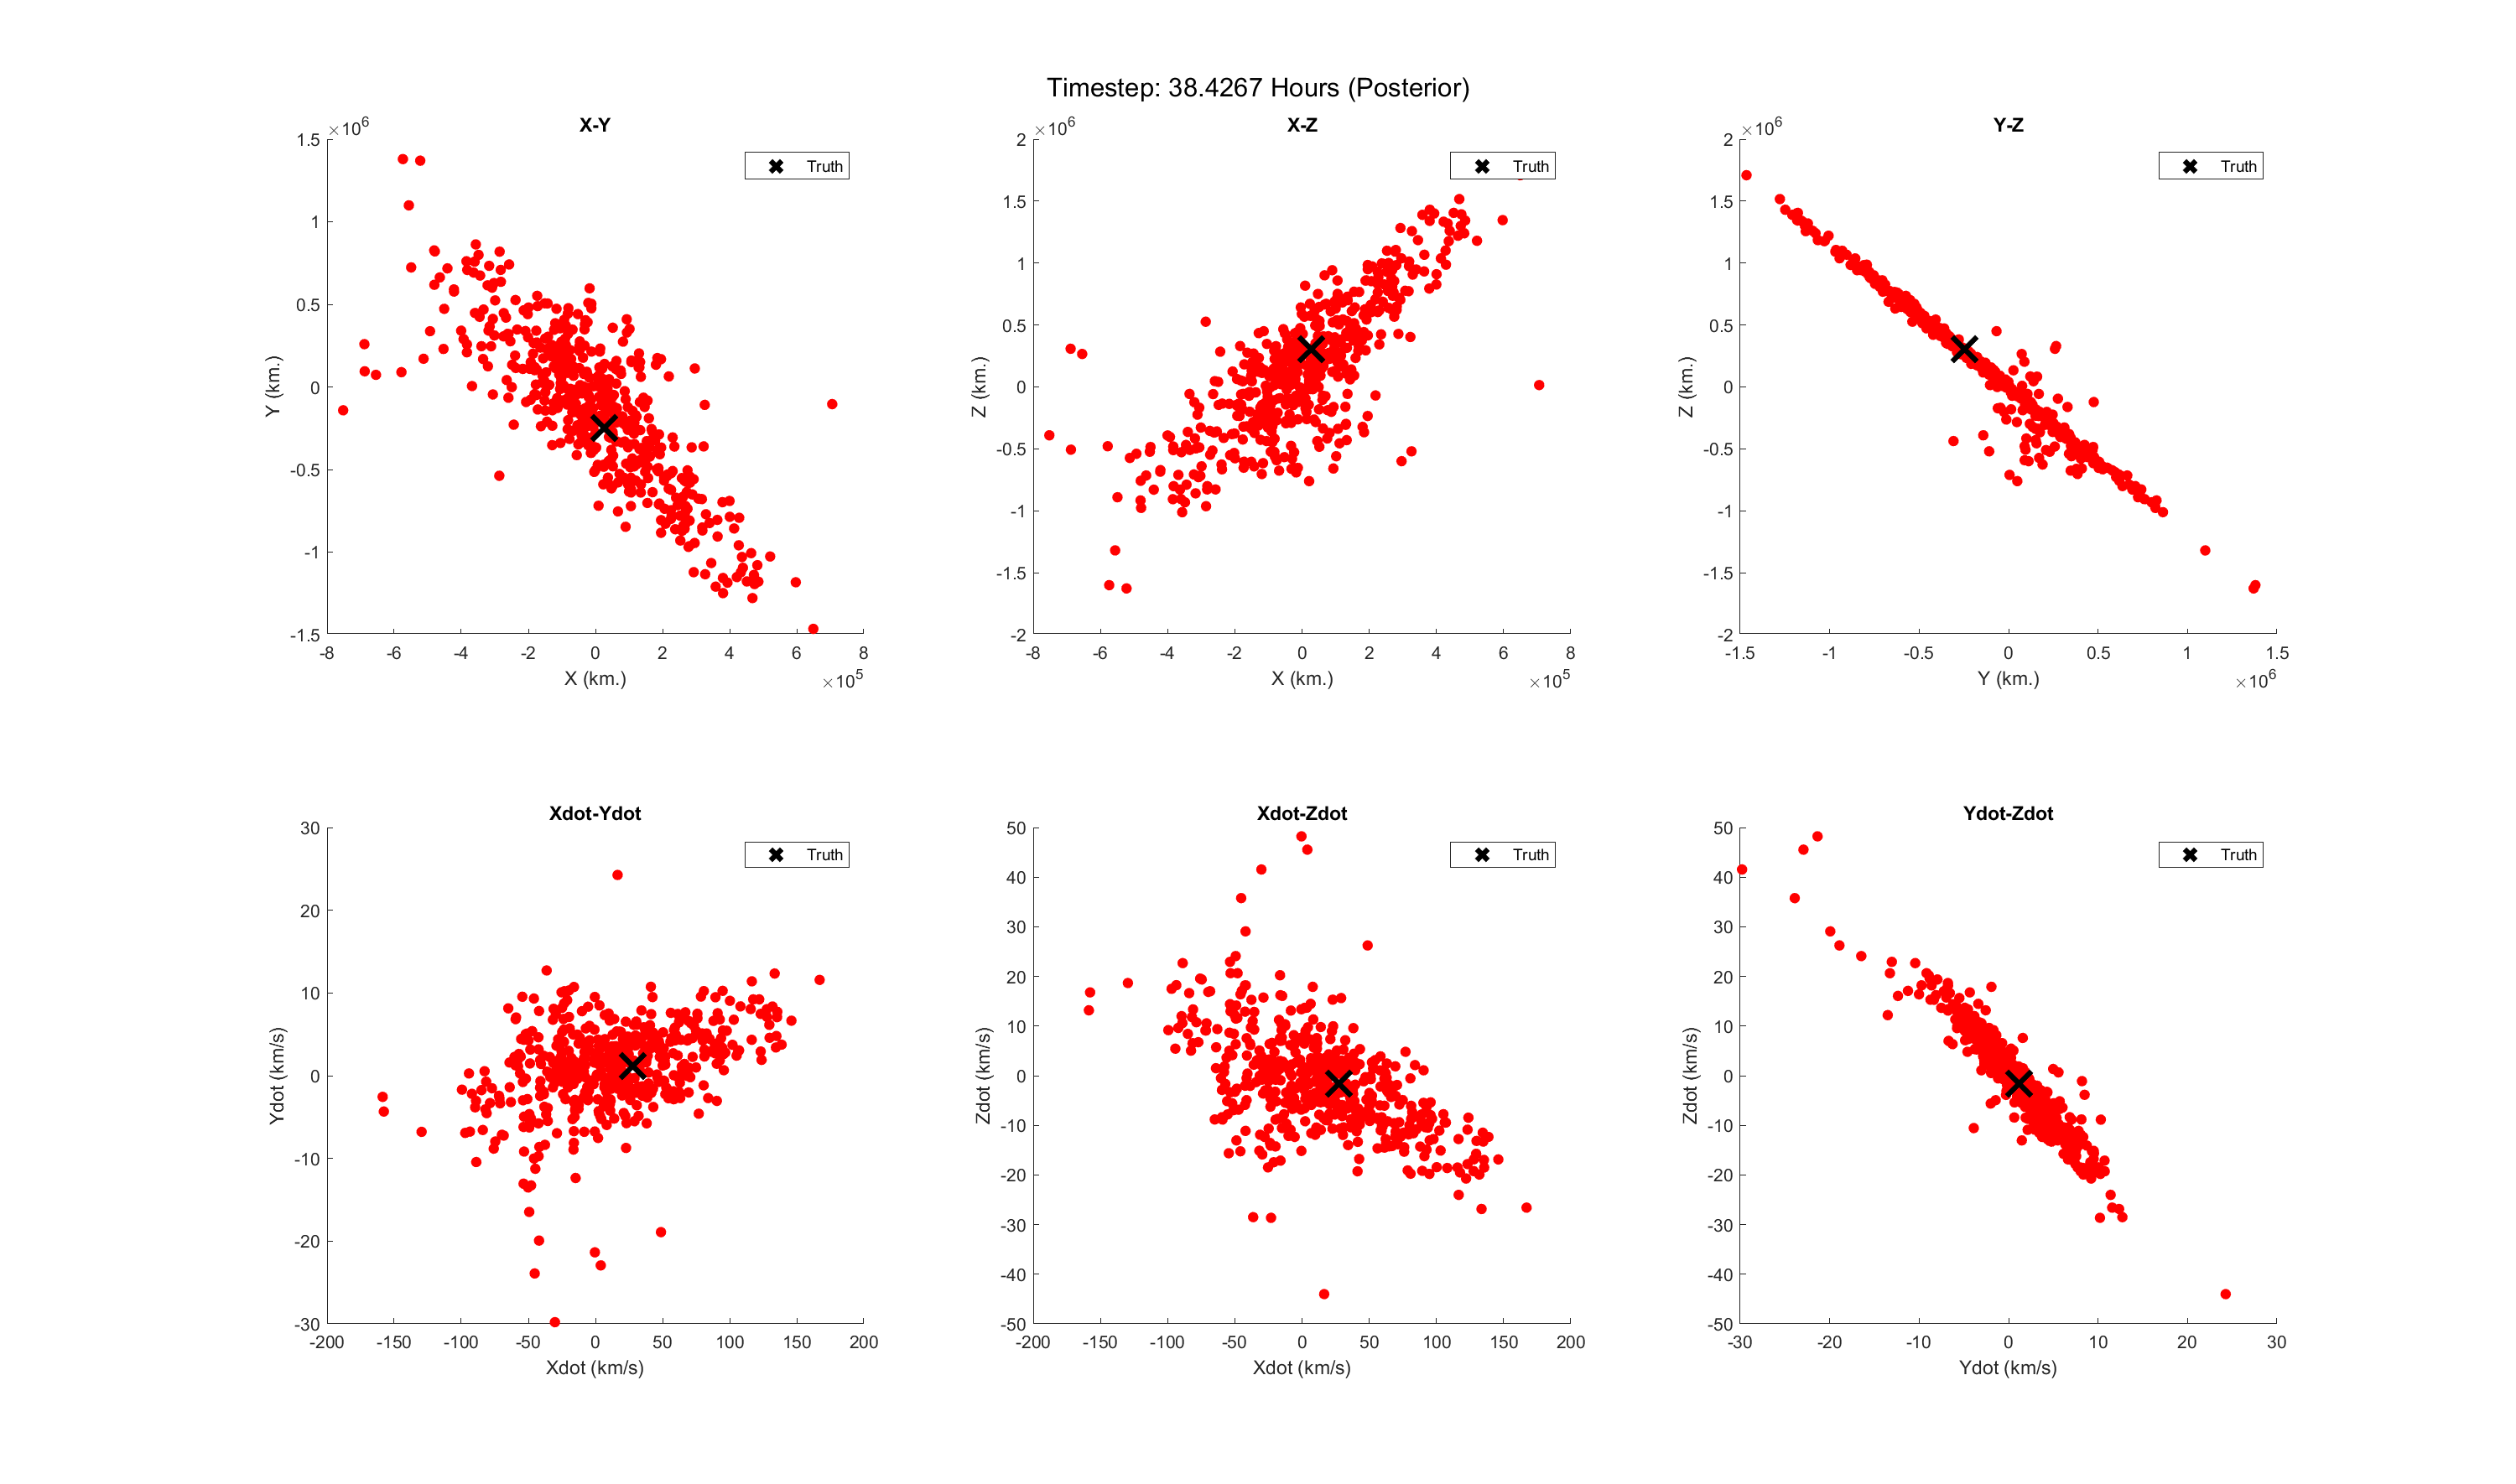 Timestep: 38.4267 Hours (Posterior)
X-Y
×10^6
1.5
1
0.5
0
-0.5
-1
-1.5
-8 -6 -4 -2 0 2 4 6 8
×10^5
X (km.)
Y (km.)
Truth
X-Z
×10^6
2
1.5
1
0.5
0
-0.5
-1
-1.5
-2
-8 -6 -4 -2 0 2 4 6 8
×10^5
X (km.)
Z (km.)
Truth
Y-Z
×10^6
2
1.5
1
0.5
0
-0.5
-1
-1.5
-2
-1.5 -1 -0.5 0 0.5 1 1.5
×10^6
Y (km.)
Z (km.)
Truth
Xdot-Ydot
30
20
10
0
-10
-20
-30
-200 -150 -100 -50 0 50 100 150 200
Xdot (km/s)
Ydot (km/s)
Truth
Xdot-Zdot
50
40
30
20
10
0
-10
-20
-30
-40
-50
-200 -150 -100 -50 0 50 100 150 200
Xdot (km/s)
Zdot (km/s)
Truth
Ydot-Zdot
50
40
30
20
10
0
-10
-20
-30
-40
-50
-30 -20 -10 0 10 20 30
Ydot (km/s)
Zdot (km/s)
Truth